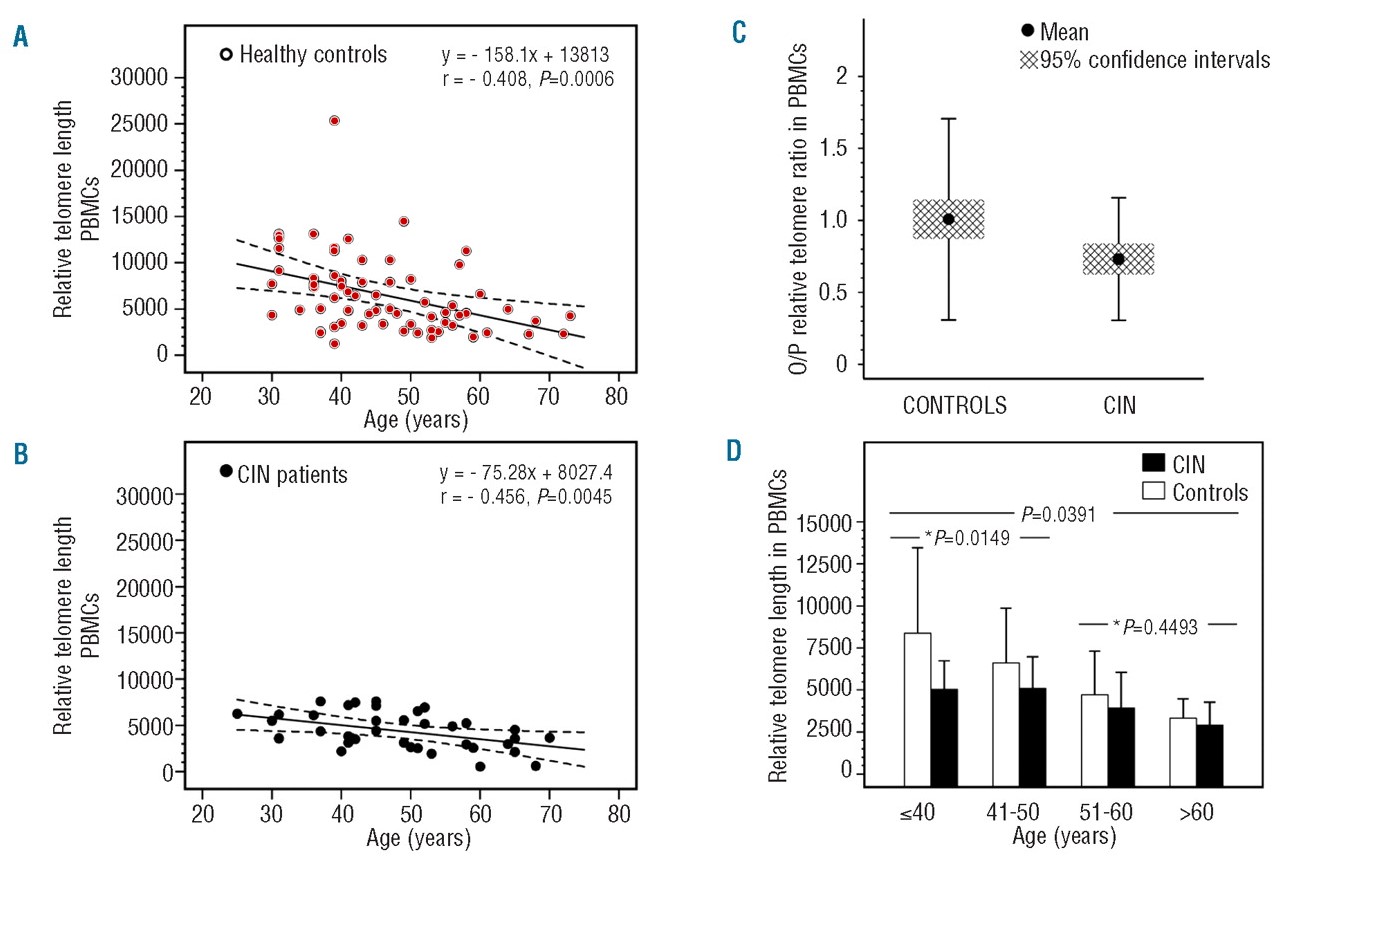 A
Healthy controls
y = - 158.1x + 13813
r = - 0.408, P=0.0006
Relative telomere length
PBMCs
30000
25000
20000
15000
10000
5000
0
20 30 40 50 60 70 80
Age (years)
B
CIN patients
y = - 75.28x + 8027.4
r = - 0.456, P=0.0045
Relative telomere length
PBMCs
30000
25000
20000
15000
10000
5000
0
20 30 40 50 60 70 80
Age (years)
C
Mean
95% confidence intervals
O/P relative telomere ratio in PBMCs
2
1.5
1.0
0.5
0
CONTROLS CIN
D
CIN
Controls
Relative telomere length in PBMCs
P=0.0391
*P=0.0149
*P=0.4493
15000
12500
10000
7500
5000
2500
0
≤40 41-50 51-60 >60
Age (years)